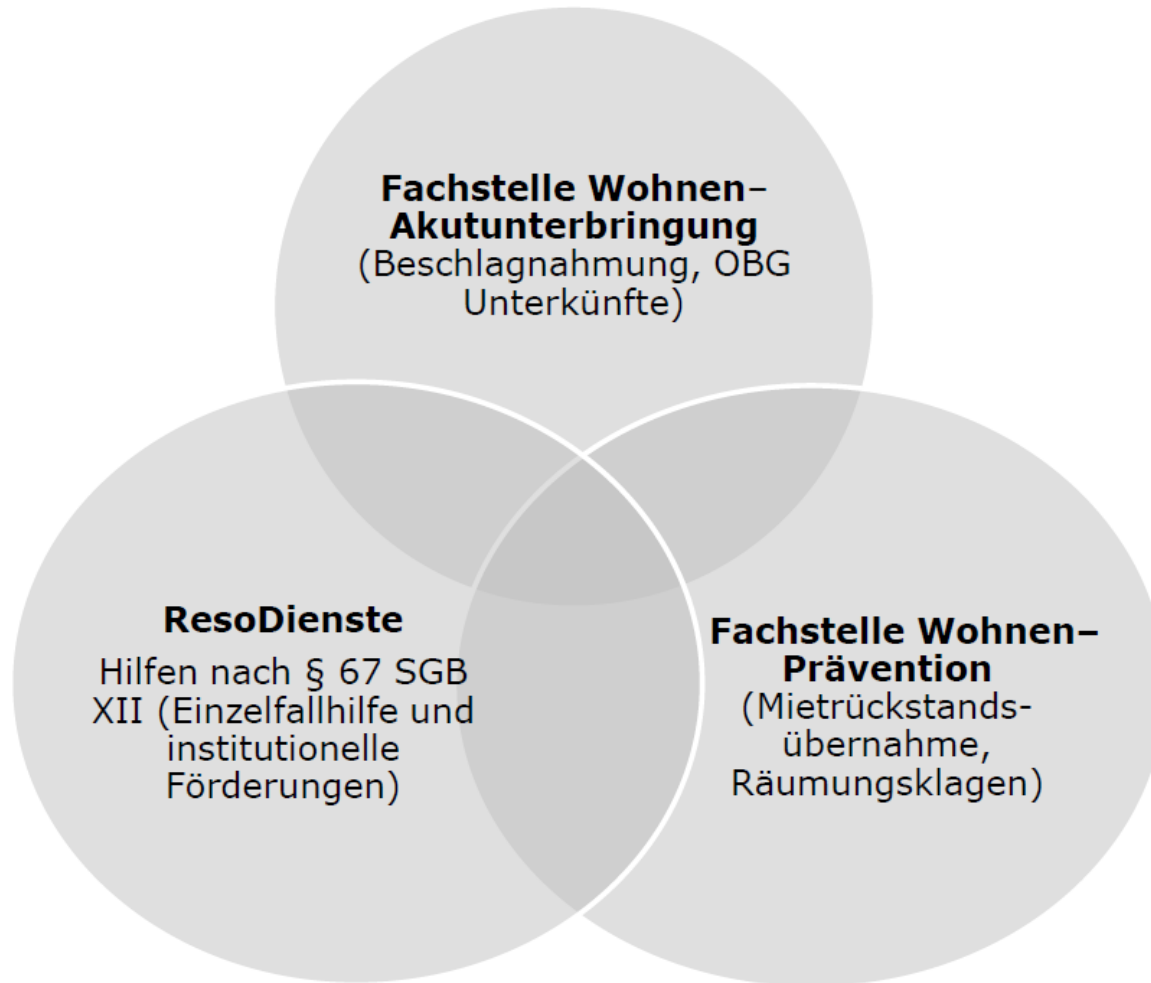 Fachstelle Wohnen–
Akutunterbringung
(Beschlagnahmung, OBG
Unterkünfte)
ResoDienste
Hilfen nach § 67 SGB
XII (Einzelfallhilfe und
institutionelle
Förderungen)
Fachstelle Wohnen–
Prävention
(Mietrückstands-
übernahme,
Räumungsklagen)